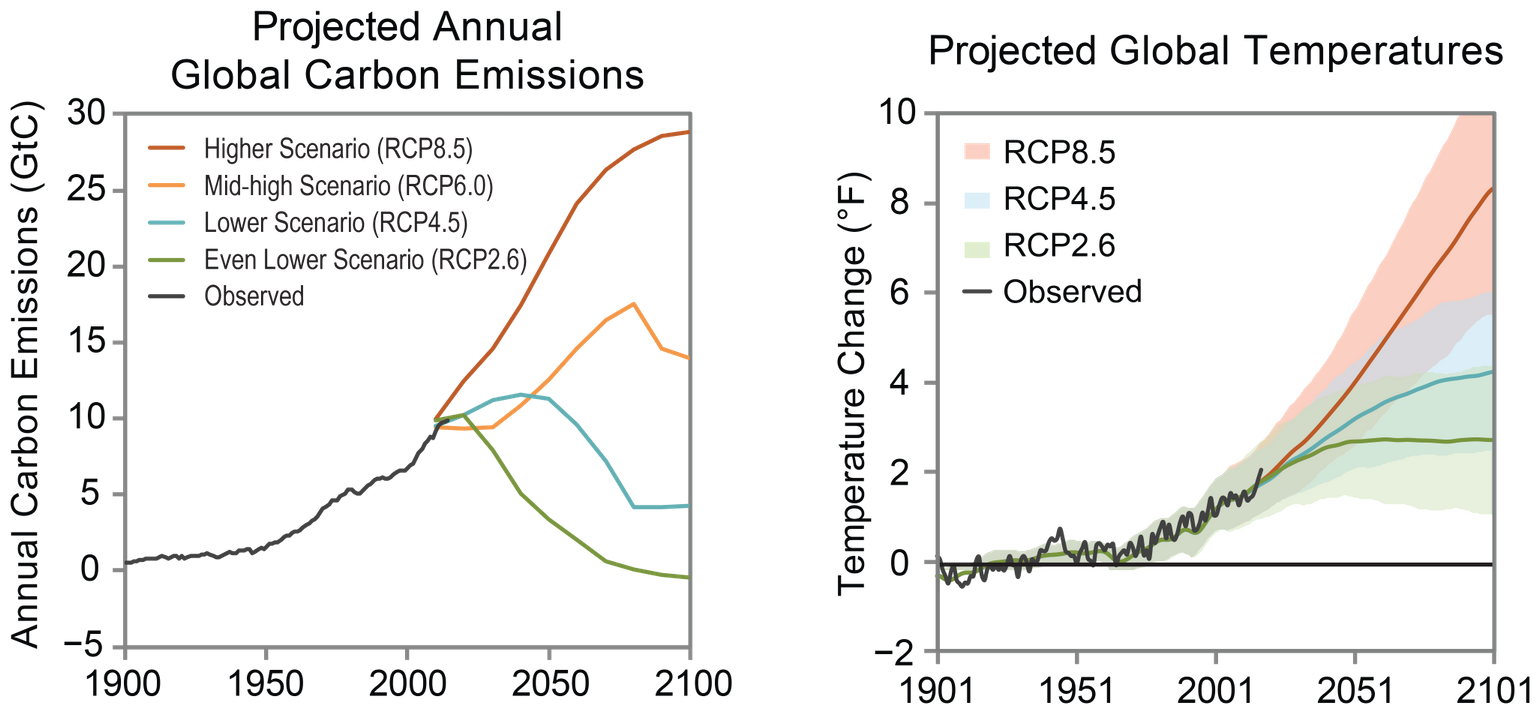 Projected Annual
Global Carbon Emissions
Annual Carbon Emissions (GtC)
30
25
20
15
10
5
0
−5
Higher Scenario (RCP8.5)
Mid-high Scenario (RCP6.0)
Lower Scenario (RCP4.5)
Even Lower Scenario (RCP2.6)
Observed
1900 1950 2000 2050 2100
Projected Global Temperatures
Temperature Change (°F)
10
8
6
4
2
0
−2
RCP8.5
RCP4.5
RCP2.6
Observed
1901 1951 2001 2051 2101